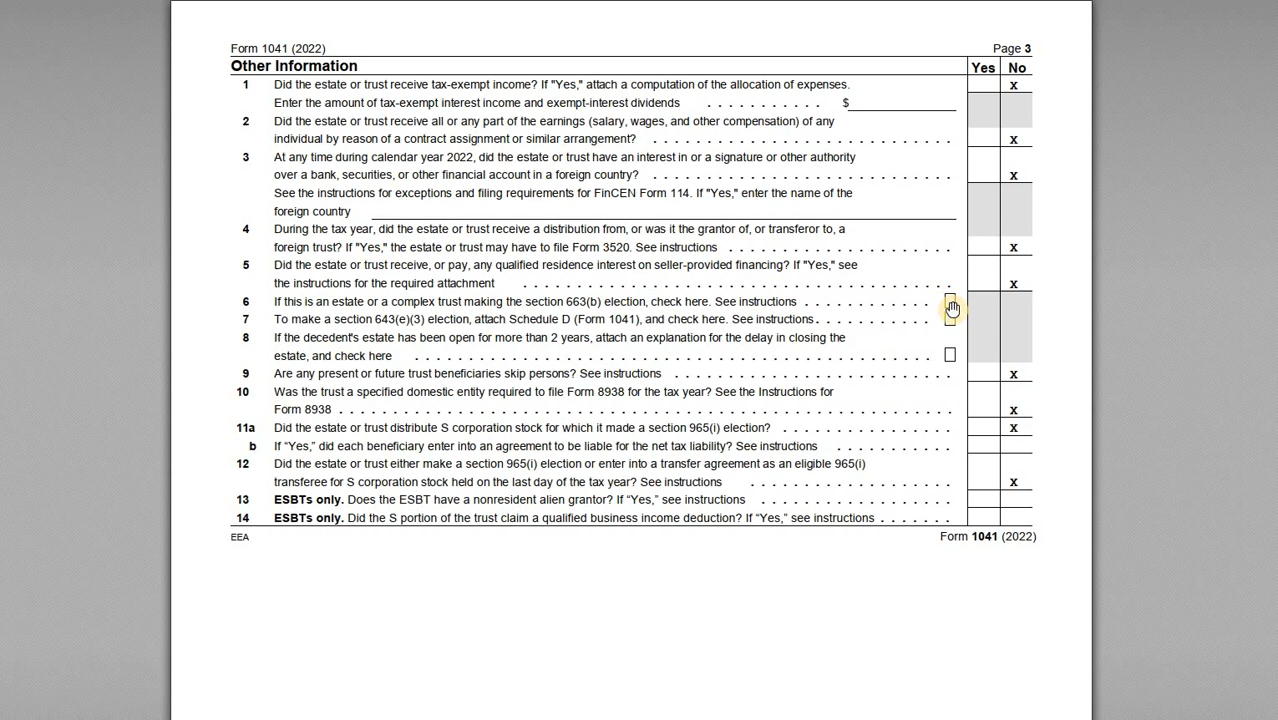 Form 1041 (2022) Page 3
Other Information Yes No
1 Did the estate or trust receive tax-exempt income? If "Yes," attach a computation of the allocation of expenses. x
Enter the amount of tax-exempt interest income and exempt-interest dividends . . . . . . . . . . . $
2 Did the estate or trust receive all or any part of the earnings (salary, wages, and other compensation) of any
individual by reason of a contract assignment or similar arrangement? . . . . . . . . . . . . . . . . . . . . . . . . . x
3 At any time during calendar year 2022, did the estate or trust have an interest in or a signature or other authority
over a bank, securities, or other financial account in a foreign country? . . . . . . . . . . . . . . . . . . . . . . . . . x
See the instructions for exceptions and filing requirements for FinCEN Form 114. If "Yes," enter the name of the
foreign country
4 During the tax year, did the estate or trust receive a distribution from, or was it the grantor of, or transferor to, a
foreign trust? If "Yes," the estate or trust may have to file Form 3520. See instructions . . . . . . . . . . . . . . . . . . . x
5 Did the estate or trust receive, or pay, any qualified residence interest on seller-provided financing? If "Yes," see
the instructions for the required attachment . . . . . . . . . . . . . . . . . . . . . . . . . . . . . . . . . . . . x
6 If this is an estate or a complex trust making the section 663(b) election, check here. See instructions . . . . . . . . . . .
7 To make a section 643(e)(3) election, attach Schedule D (Form 1041), and check here. See instructions . . . . . . . . . .
8 If the decedent's estate has been open for more than 2 years, attach an explanation for the delay in closing the
estate, and check here . . . . . . . . . . . . . . . . . . . . . . . . . . . . . . . . . . . . . . . . . . . .
9 Are any present or future trust beneficiaries skip persons? See instructions . . . . . . . . . . . . . . . . . . . . . . . x
10 Was the trust a specified domestic entity required to file Form 8938 for the tax year? See the Instructions for
Form 8938 . . . . . . . . . . . . . . . . . . . . . . . . . . . . . . . . . . . . . . . . . . . . . . . . . . . x
11a Did the estate or trust distribute S corporation stock for which it made a section 965(i) election? . . . . . . . . . . . . . . x
b If “Yes,” did each beneficiary enter into an agreement to be liable for the net tax liability? See instructions . . . . . . . . . .
12 Did the estate or trust either make a section 965(i) election or enter into a transfer agreement as an eligible 965(i)
transferee for S corporation stock held on the last day of the tax year? See instructions . . . . . . . . . . . . . . . . . x
13 ESBTs only. Does the ESBT have a nonresident alien grantor? If “Yes,” see instructions . . . . . . . . . . . . . . . .
14 ESBTs only. Did the S portion of the trust claim a qualified business income deduction? If “Yes,” see instructions . . . . . . .
EEA Form 1041 (2022)